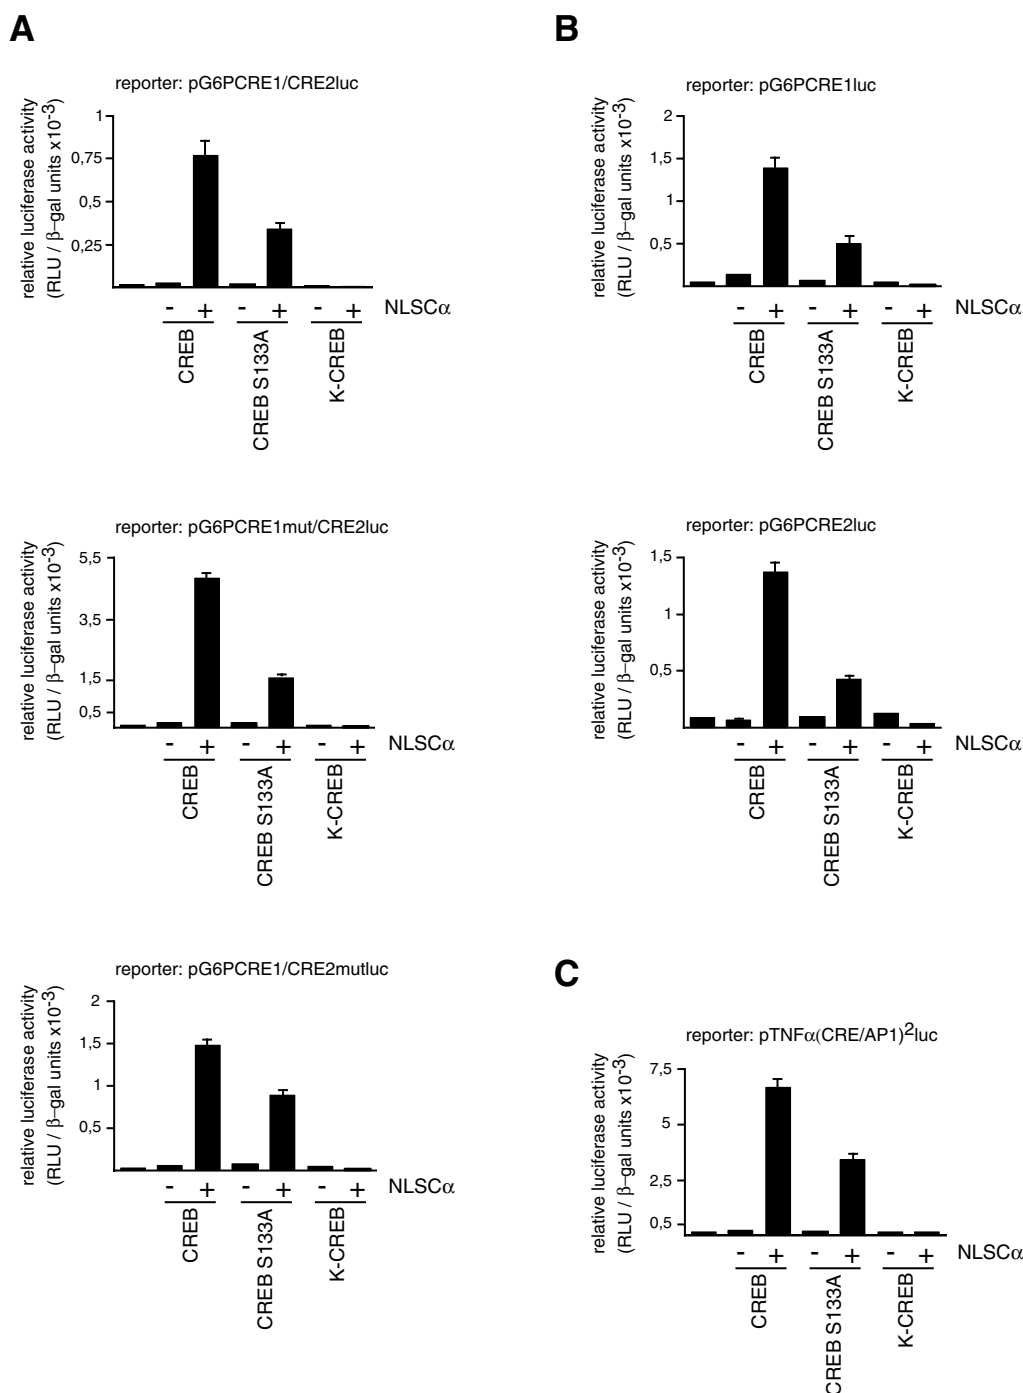 A
reporter: pG6PCRE1/CRE2luc
relative luciferase activity
(RLU / β–gal units x10-3)
1
0,75
0,5
0,25
- + - + - + NLSCα
CREB
CREB S133A
K-CREB
reporter: pG6PCRE1mut/CRE2luc
relative luciferase activity
(RLU / β–gal units x10-3)
5,5
3,5
1,5
0,5
- + - + - + NLSCα
CREB
CREB S133A
K-CREB
reporter: pG6PCRE1/CRE2mutluc
relative luciferase activity
(RLU / β–gal units x10-3)
2
1,5
1
0,5
- + - + - + NLSCα
CREB
CREB S133A
K-CREB
B
reporter: pG6PCRE1luc
relative luciferase activity
(RLU / β–gal units x10-3)
2
1,5
1
0,5
- + - + - + NLSCα
CREB
CREB S133A
K-CREB
reporter: pG6PCRE2luc
relative luciferase activity
(RLU / β–gal units x10-3)
1,5
1
0,5
- + - + - + NLSCα
CREB
CREB S133A
K-CREB
C
reporter: pTNFα(CRE/AP1)2luc
relative luciferase activity
(RLU / β–gal units x10-3)
7,5
5
2,5
0,5
- + - + - + NLSCα
CREB
CREB S133A
K-CREB